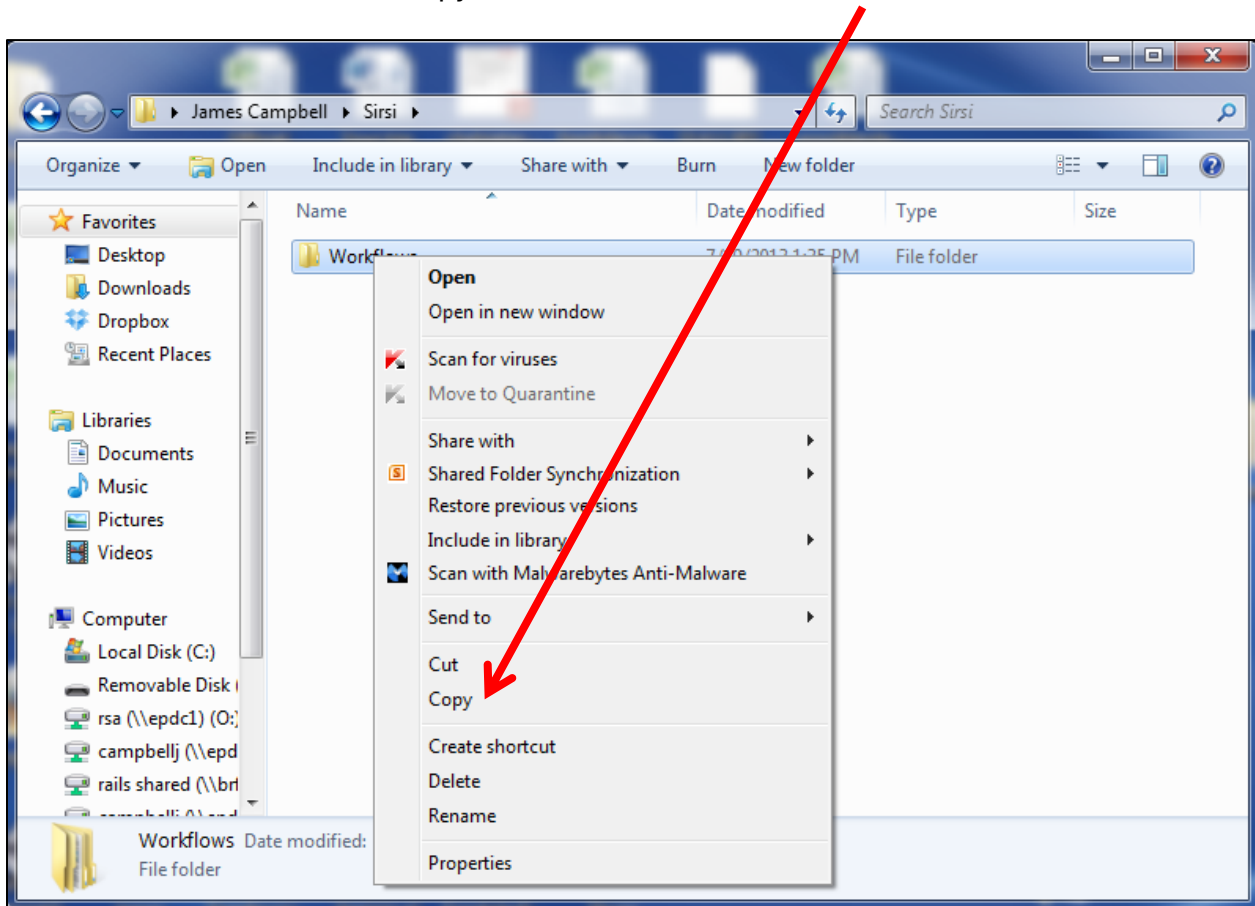 James Campbell Sirsi
Search Sirsi
Organize Open Include in library Share with Burn New folder
Name Date modified Type Size
Workflows 1:25 PM File folder
Favorites
Desktop
Downloads
Dropbox
Recent Places
Libraries
Documents
Music
Pictures
Videos
Computer
Local Disk (C:)
Removable Disk (
rsa (\\epdc1) (O:)
campbellj (\\epd
rails shared (\\brt
Open
Open in new window
Scan for viruses
Move to Quarantine
Share with
Shared Folder Synchronization
Restore previous versions
Include in library
Scan with Malwarebytes Anti-Malware
Send to
Cut
Copy
Create shortcut
Delete
Rename
Properties
Workflows Date modified:
File folder